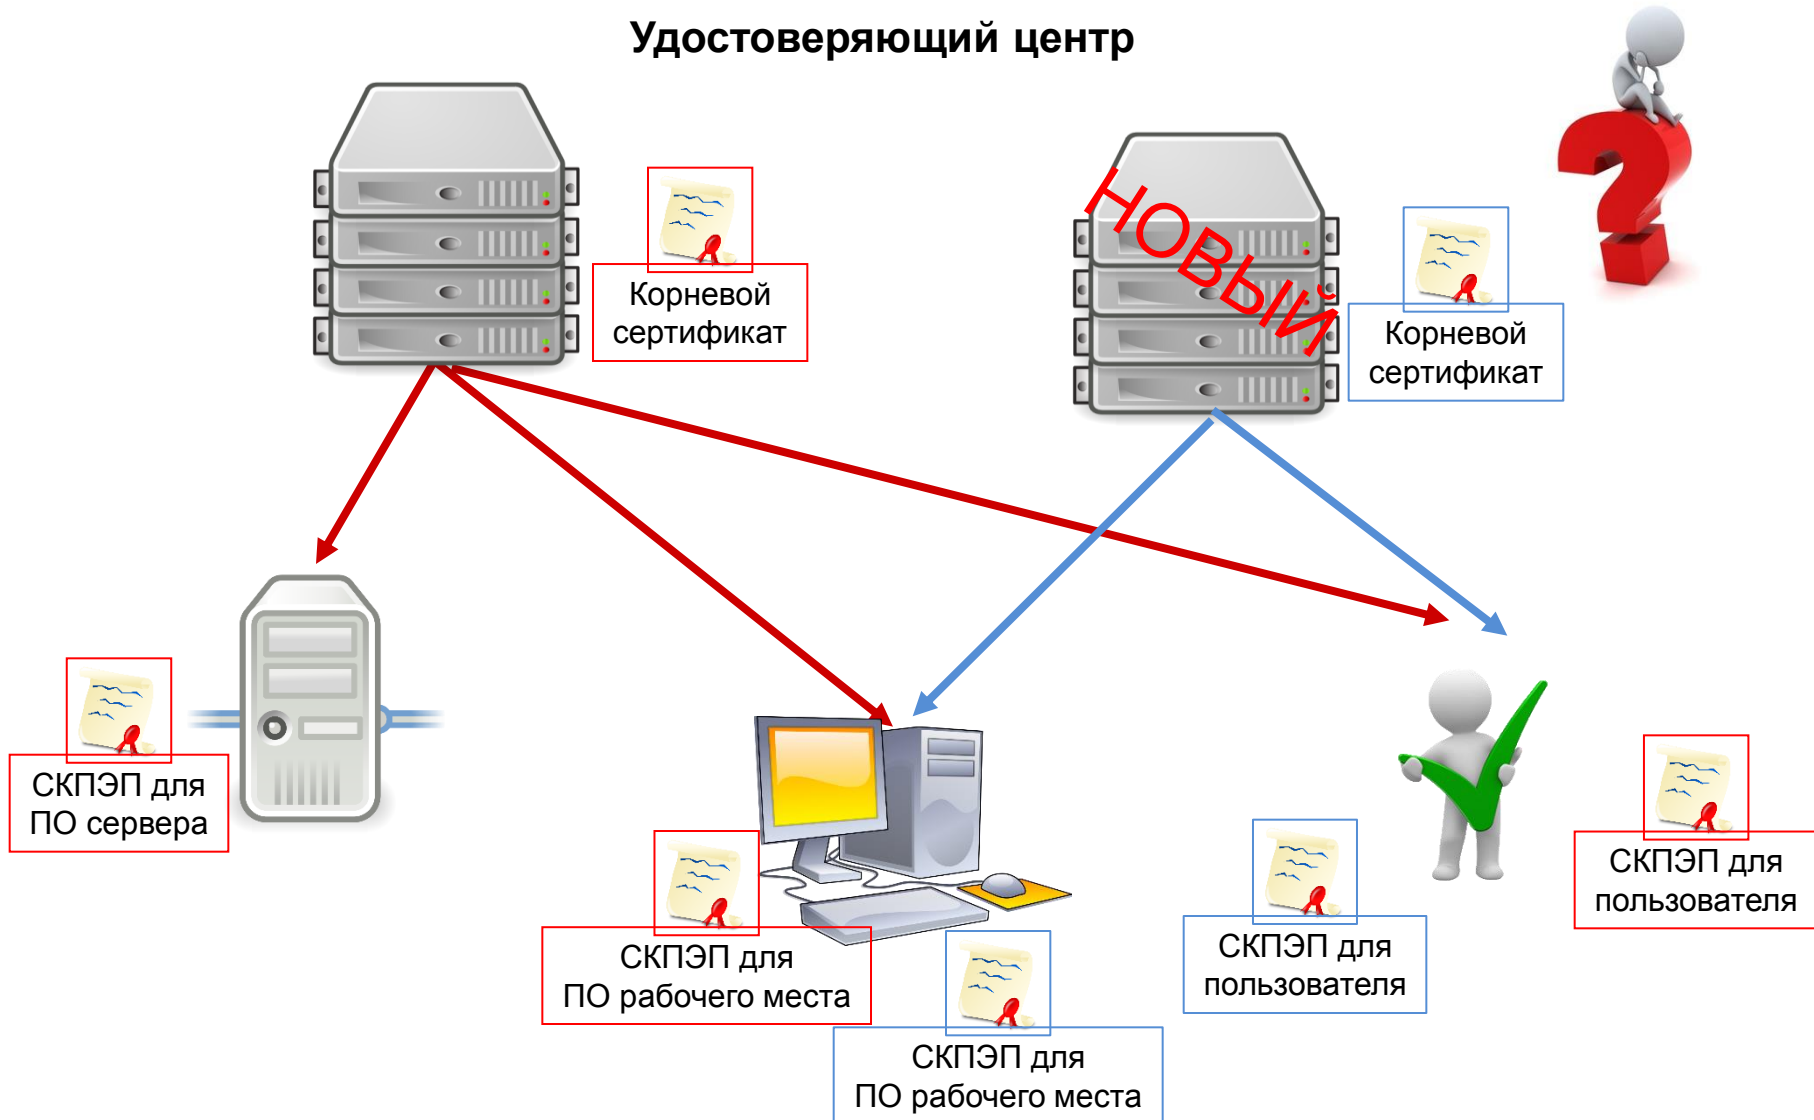 Удостоверяющий центр
НОВЫЙ
Корневой
сертификат
Корневой
сертификат
СКПЭП для
ПО сервера
СКПЭП для
ПО рабочего места
СКПЭП для
ПО рабочего места
СКПЭП для
пользователя
СКПЭП для
пользователя